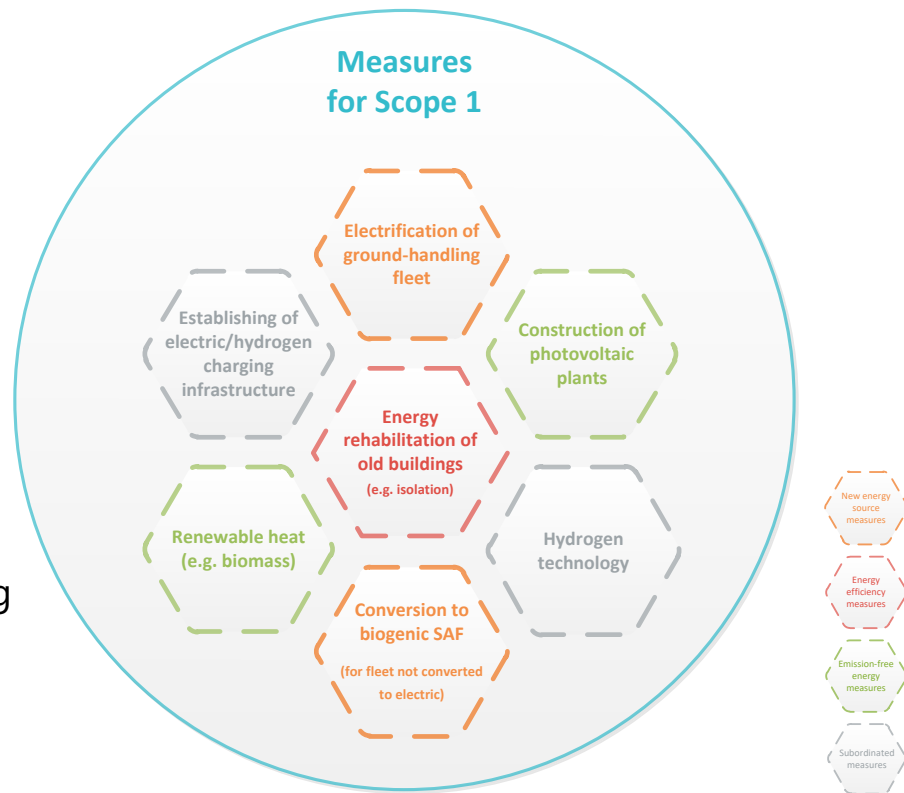 Measures
for Scope 1
Electrification of
ground-handling
fleet
Establishing of
electric/hydrogen
charging
infrastructure
Construction of
photovoltaic
plants
Energy
rehabilitation of
old buildings
(e.g. isolation)
Renewable heat
(e.g. biomass)
Hydrogen
technology
Conversion to
biogenic SAF
(for fleet not converted
to electric)
g
New energy
source
measures
Energy
efficiency
measures
Emission-free
energy
measures
Subordinated
measures